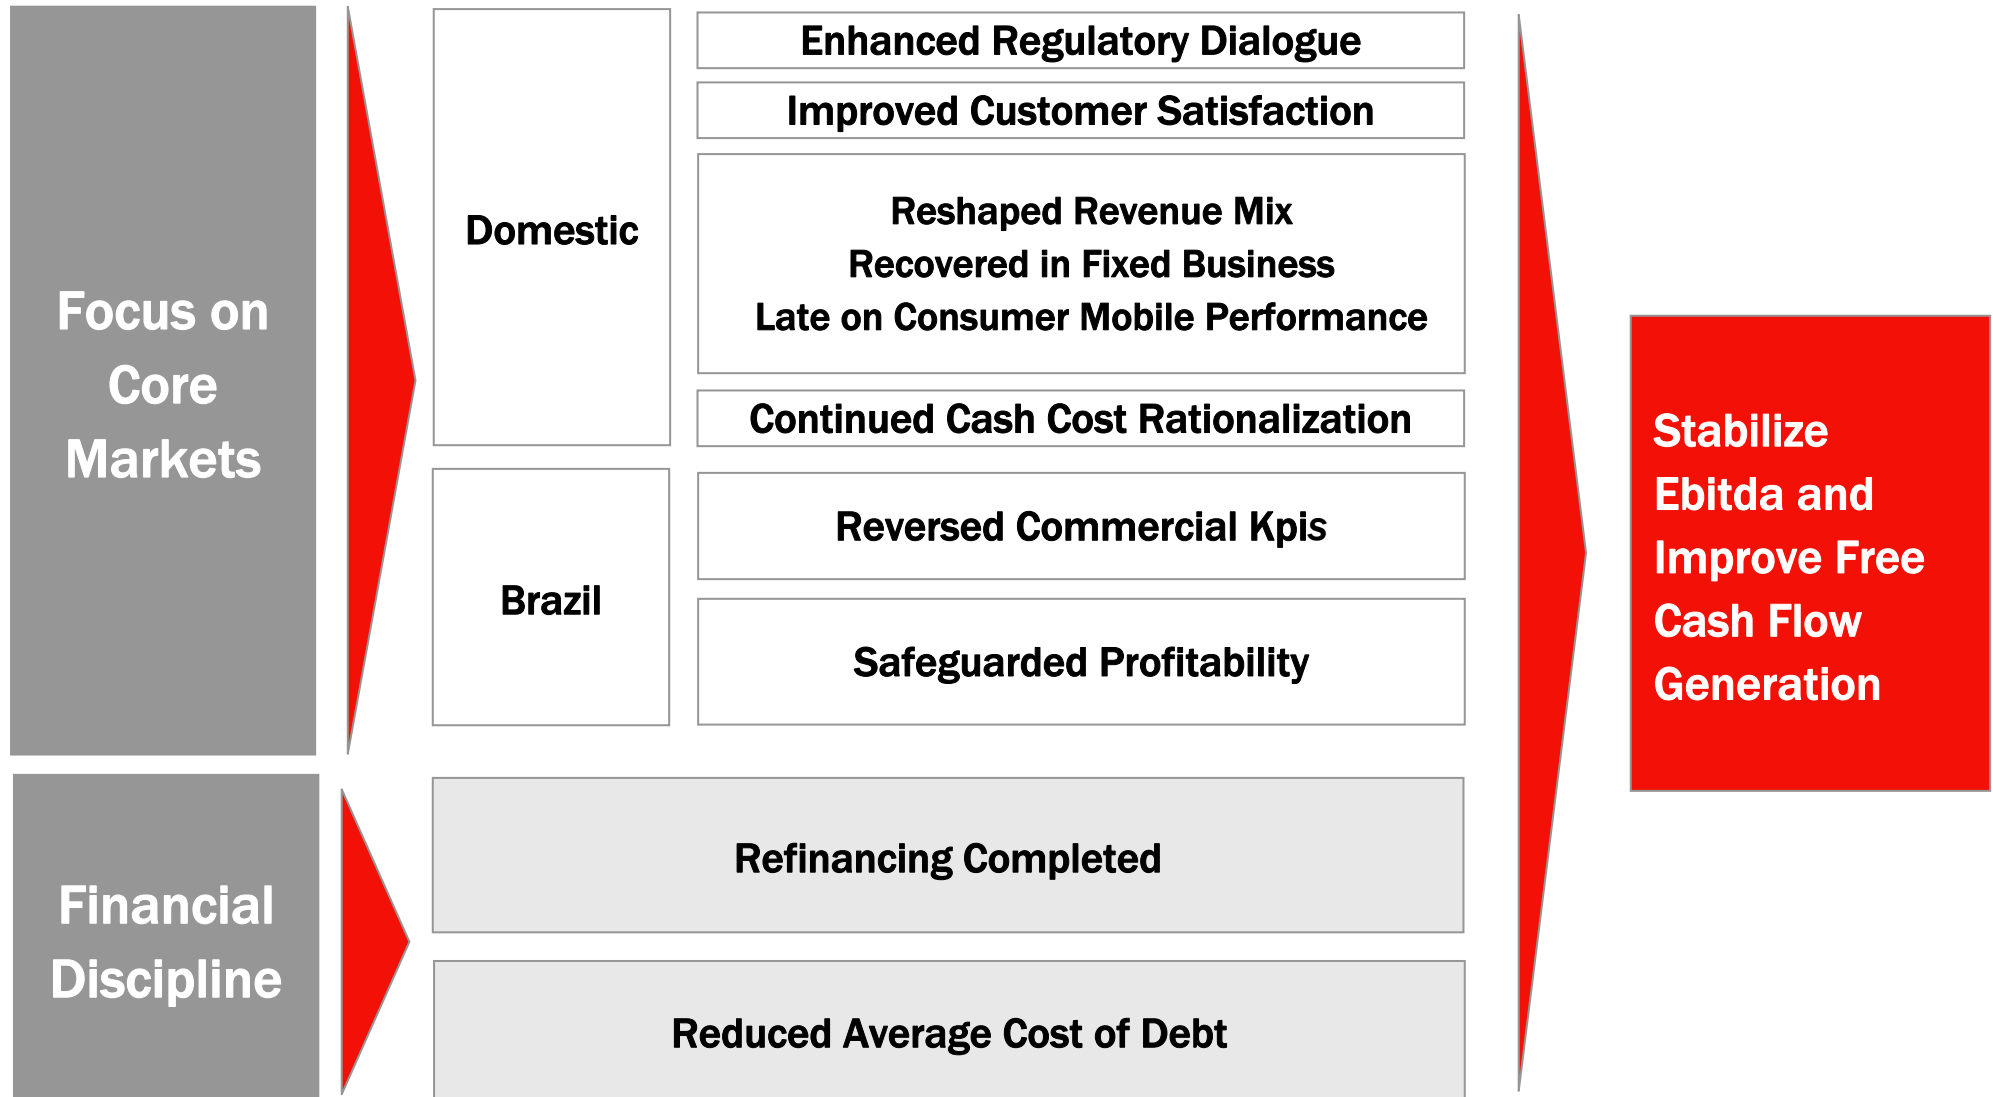 Focus on
Core
Markets
Domestic
Enhanced Regulatory Dialogue
Improved Customer Satisfaction
Reshaped Revenue Mix
Recovered in Fixed Business
Late on Consumer Mobile Performance
Continued Cash Cost Rationalization
Brazil
Reversed Commercial Kpis
Safeguarded Profitability
Financial
Discipline
Refinancing Completed
Reduced Average Cost of Debt
Stabilize
Ebitda and
Improve Free
Cash Flow
Generation